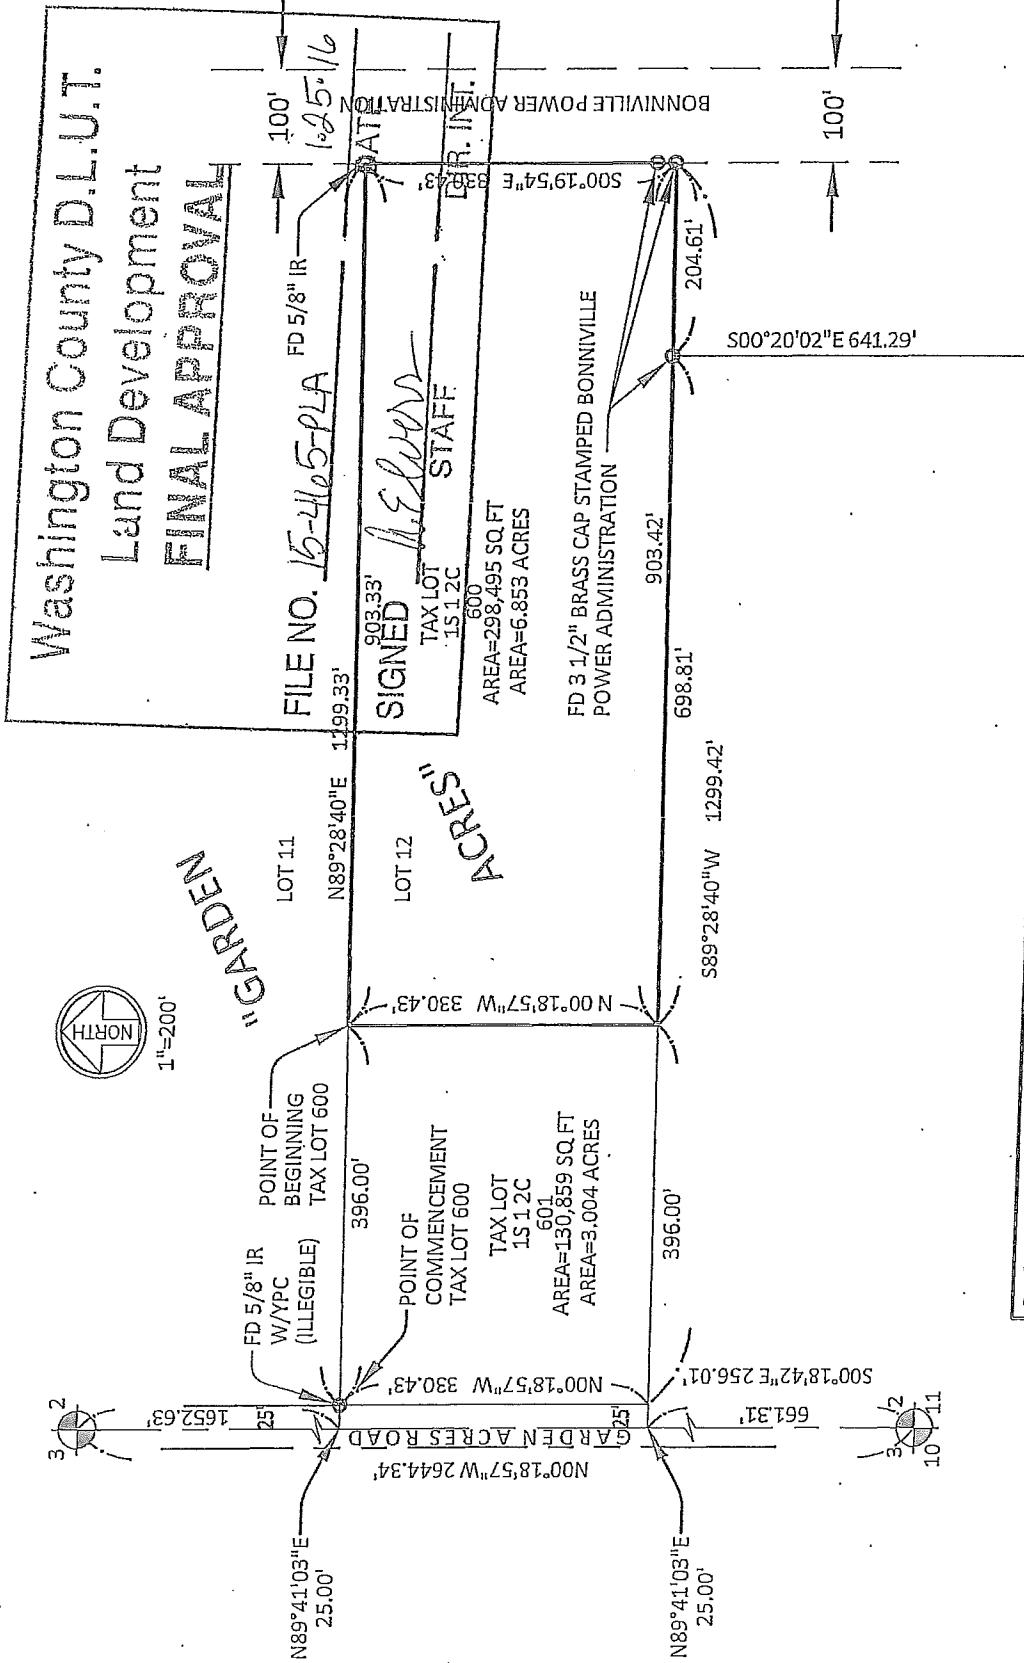 Washington County D.L.U.T.
Land Development
FINAL APPROVAL
FILE NO. 15-465-PLA 1.25.16
DATE
SIGNED M. Elvers
STAFF
DIR. INT.
NORTH
1"=200'
"GARDEN
ACRES"
LOT 11
N89°28'40"E 1299.33'
LOT 12
903.33'
FD 5/8" IR
100'
BONNIVILLE POWER ADMINISTRATION
S00°19'54"E 330.43'
100'
TAX LOT
1S 1 2C
600
AREA=298,495 SQ FT
AREA=6.853 ACRES
FD 3 1/2" BRASS CAP STAMPED BONNIVILLE
POWER ADMINISTRATION
903.42'
204.61'
698.81'
S89°28'40"W 1299.42'
S00°20'02"E 641.29'
N 00°18'57"W 330.43'
POINT OF
BEGINNING
TAX LOT 600
396.00'
FD 5/8" IR
W/YPC
(ILLEGIBLE)
POINT OF
COMMENCEMENT
TAX LOT 600
TAX LOT
1S 1 2C
601
AREA=130,859 SQ FT
AREA=3.004 ACRES
396.00'
N00°18'57"W 330.43'
3 2
1652.63'
25'
GARDEN ACRES ROAD
25'
N00°18'57"W 2644.34'
661.31'
S00°18'42"E 256.01'
3 2
10 11
N89°41'03"E
25.00'
N89°41'03"E
25.00'